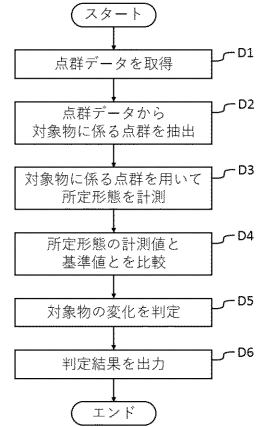 スタート
点群データを取得
D1
点群データから
対象物に係る点群を抽出
D2
対象物に係る点群を用いて
所定形態を計測
D3
所定形態の計測値と
基準値とを比較
D4
対象物の変化を判定
D5
判定結果を出力
D6
エンド